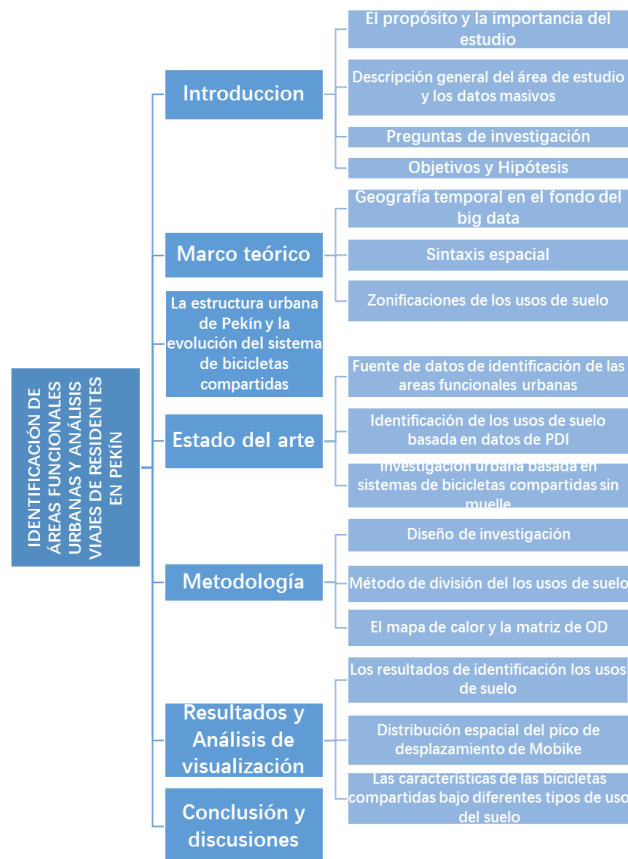 IDENTIFICACIÓN DE
ÁREAS FUNCIONALES
URBANAS Y ANÁLISIS
VIAJES DE RESIDENTES
EN PEKÍN
Introduccion
El propósito y la importancia del
estudio
Descripción general del área de estudio
y los datos masivos
Preguntas de investigación
Objetivos y Hipótesis
Marco teórico
Geografía temporal en el fondo del
big data
Sintaxis espacial
Zonificaciones de los usos de suelo
La estructura urbana
de Pekín y la
evolución del sistema
de bicicletas
compartidas
Estado del arte
Fuente de datos de identificación de las
areas funcionales urbanas
Identificación de los usos de suelo
basada en datos de PDI
Investigación urbana basada en
sistemas de bicicletas compartidas sin
muelle
Metodología
Diseño de investigación
Método de división del los usos de suelo
El mapa de calor y la matriz de OD
Resultados y
Análisis de
visualización
Los resultados de identificación los usos
de suelo
Distribución espacial del pico de
desplazamiento de Mobike
Las características de las bicicletas
compartidas bajo diferentes tipos de uso
del suelo
Conclusión y
discusiones